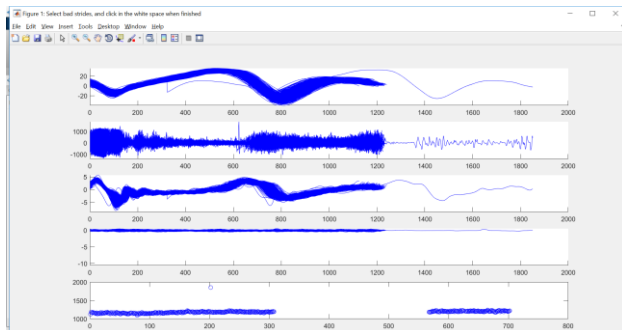 Figure 1: Select bad strides, and click in the white space when finished
File Edit View Insert Tools Desktop Window Help
20
0
-20
0 200 400 600 800 1000 1200 1400 1600 1800 2000
1000
0
-1000
0 200 400 600 800 1000 1200 1400 1600 1800 2000
5
0
-5
0 200 400 600 800 1000 1200 1400 1600 1800 2000
0
-5
-10
0 200 400 600 800 1000 1200 1400 1600 1800 2000
2000
1500
1000
0 100 200 300 400 500 600 700 800